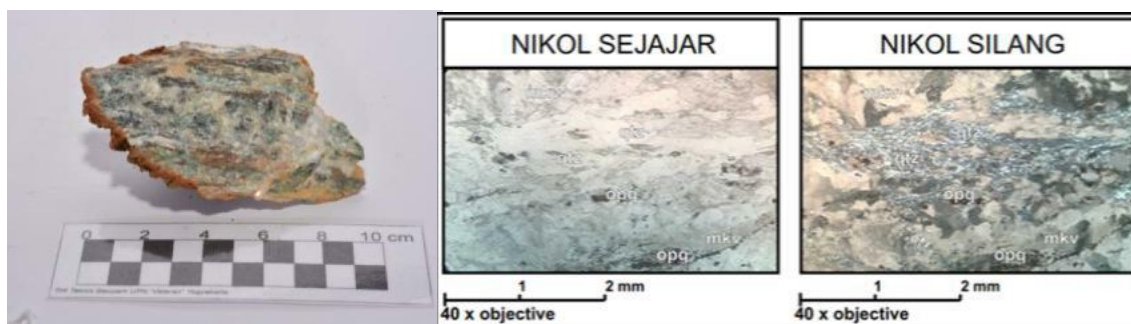 0 2 4 6 8 10 cm
NIKOL SEJAJAR
qtz
opq
mkv
opq
1 2 mm
40 x objective
NIKOL SILANG
qtz
qtz
opq
mkv
opq
1 2 mm
40 x objective